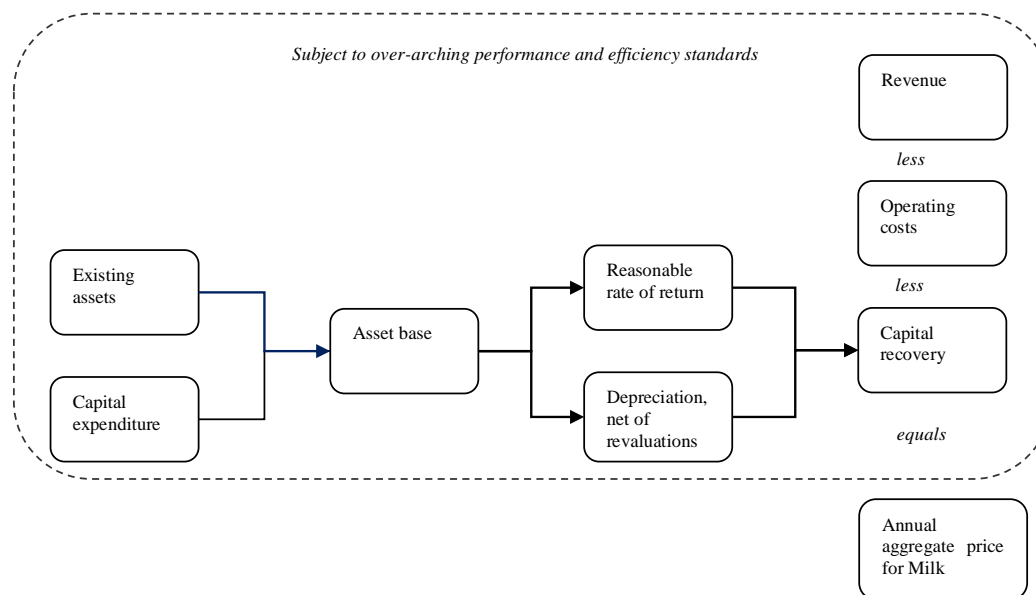 Subject to over-arching performance and efficiency standards
Revenue
less
Operating
costs
less
Existing
assets
Capital
expenditure
Asset base
Reasonable
rate of return
Depreciation,
net of
revaluations
Capital
recovery
equals
Annual
aggregate price
for Milk